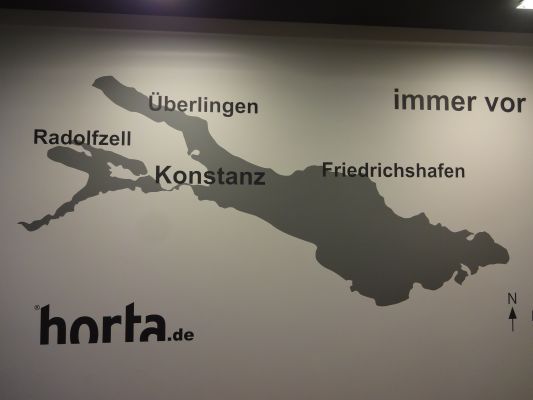 Überlingen
immer vor
Radolfzell
Konstanz
Friedrichshafen
N
®horta.de